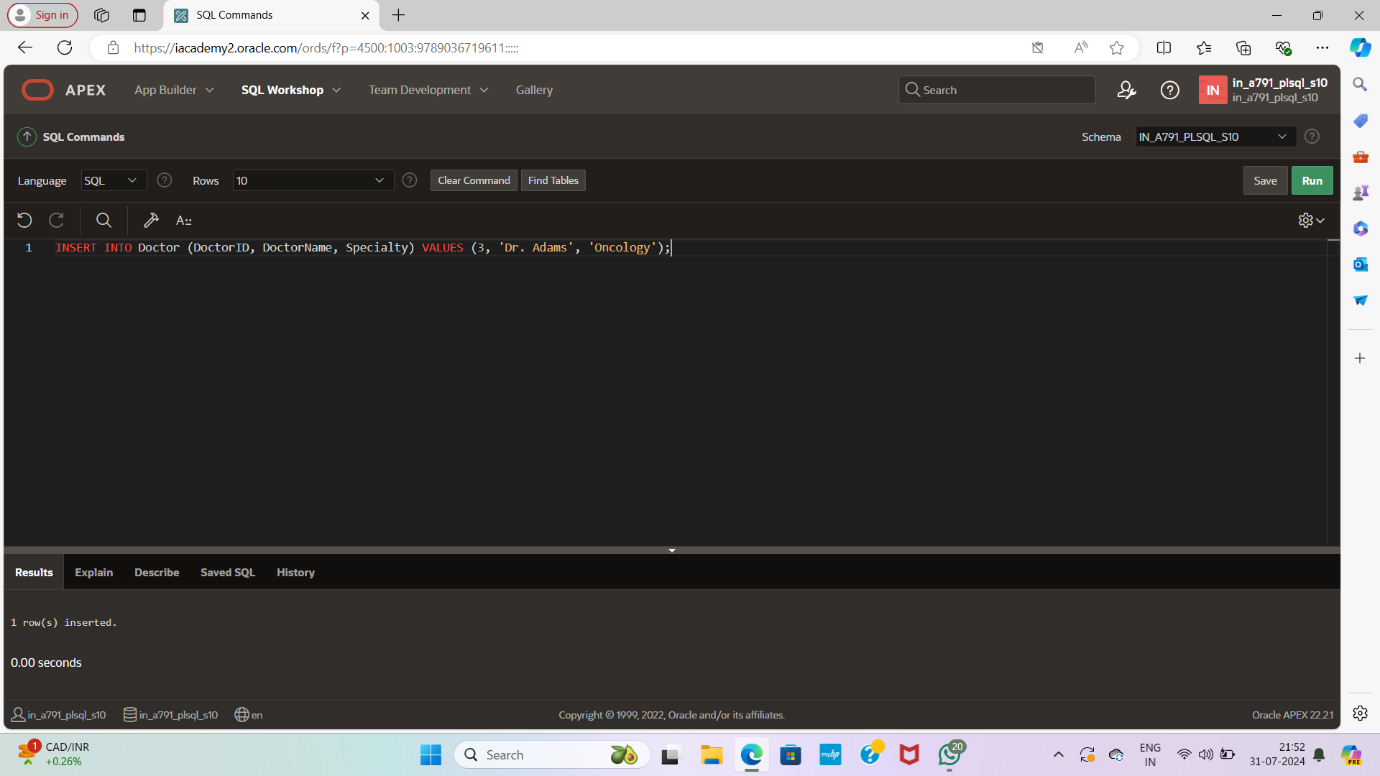 Sign in
SQL Commands
https://iacademy2.oracle.com/ords/f?p=4500:1003:9789036719611:::::
APEX App Builder SQL Workshop Team Development Gallery Search IN in_a791_plsql_s10
in_a791_plsql_s10
SQL Commands Schema IN_A791_PLSQL_S10
Language SQL Rows 10 Clear Command Find Tables Save Run
1 INSERT INTO Doctor (DoctorID, DoctorName, Specialty) VALUES (3, 'Dr. Adams', 'Oncology');
Results Explain Describe Saved SQL History
1 row(s) inserted.
0.00 seconds
in_a791_plsql_s10 in_a791_plsql_s10 en Copyright © 1999, 2022, Oracle and/or its affiliates. Oracle APEX 22.2.1
1 CAD/INR
+0.26%
Search
myhp
20
ENG
IN
21:52
31-07-2024
PRE